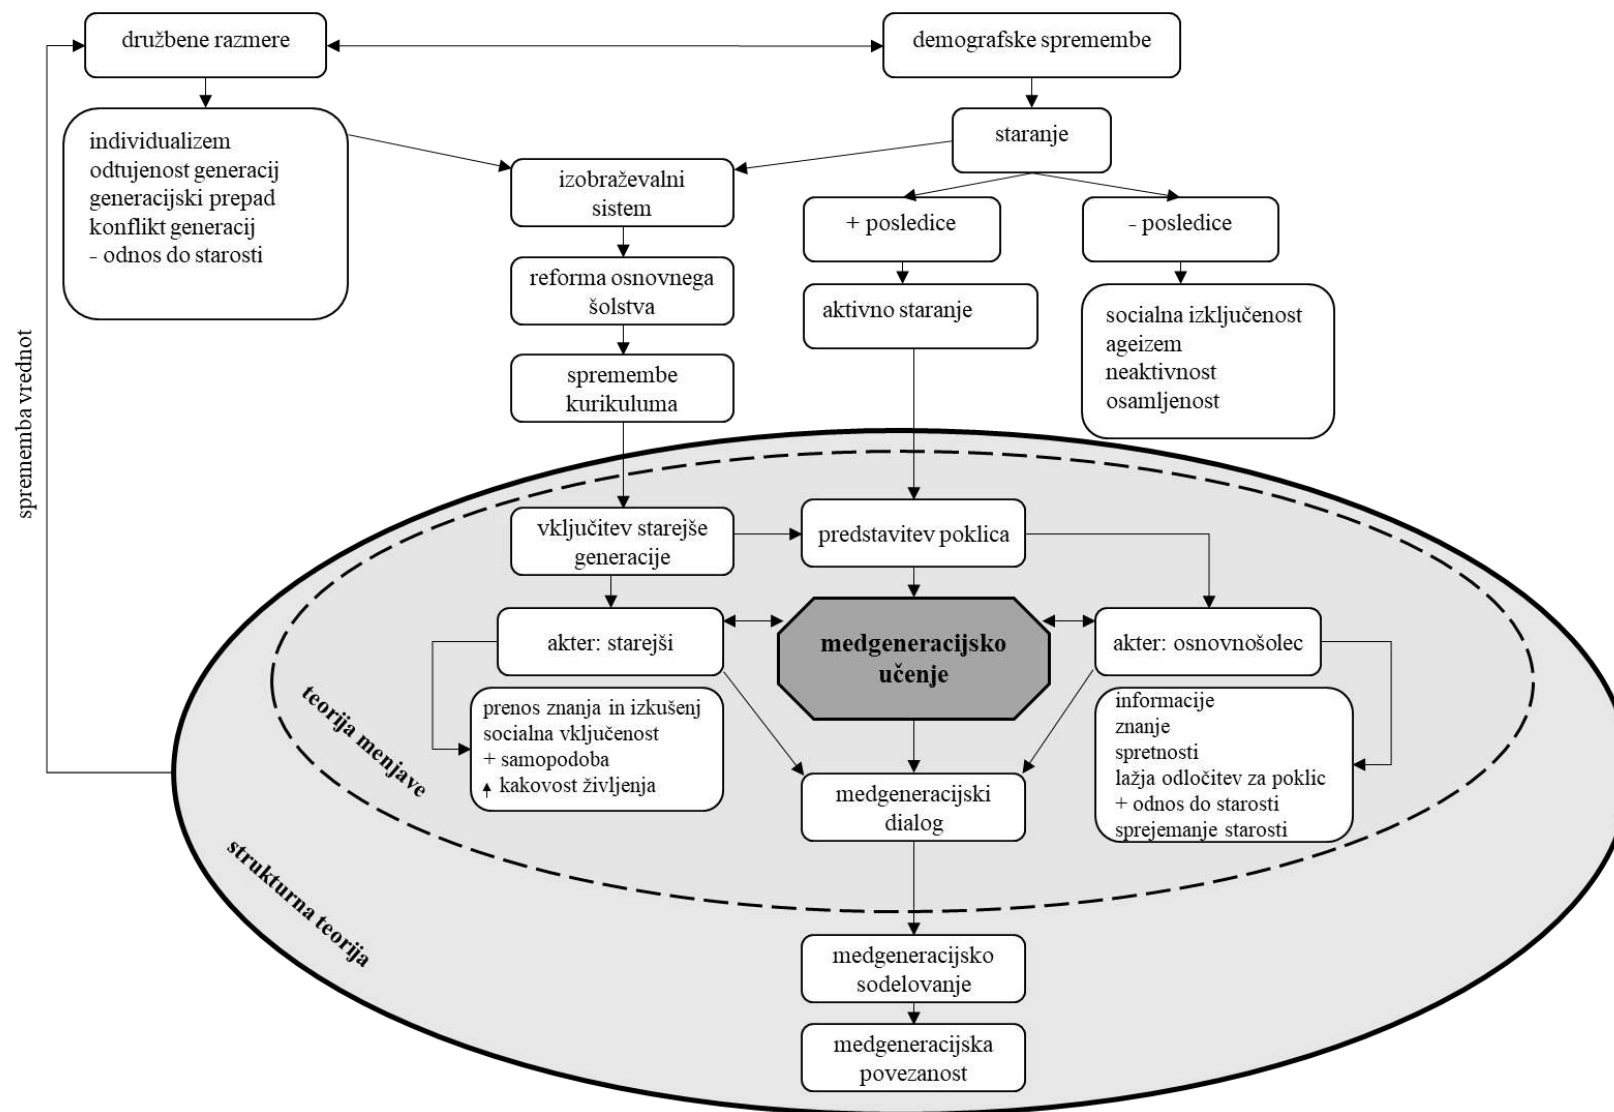 družbene razmere
demografske spremembe
individualizem
odtujenost generacij
generacijski prepad
konflikt generacij
- odnos do starosti
staranje
izobraževalni
sistem
+ posledice
- posledice
reforma osnovnega
šolstva
aktivno staranje
socialna izključenost
ageizem
neaktivnost
osamljenost
spremembe
kurikuluma
sprememba vrednot
vključitev starejše
generacije
predstavitev poklica
akter: starejši
medgeneracijsko
učenje
akter: osnovnošolec
prenos znanja in izkušenj
socialna vključenost
+ samopodoba
↑ kakovost življenja
informacije
znanje
spretnosti
lažja odločitev za poklic
+ odnos do starosti
sprejemanje starosti
teorija menjave
medgeneracijski
dialog
strukturna teorija
medgeneracijsko
sodelovanje
medgeneracijska
povezanost